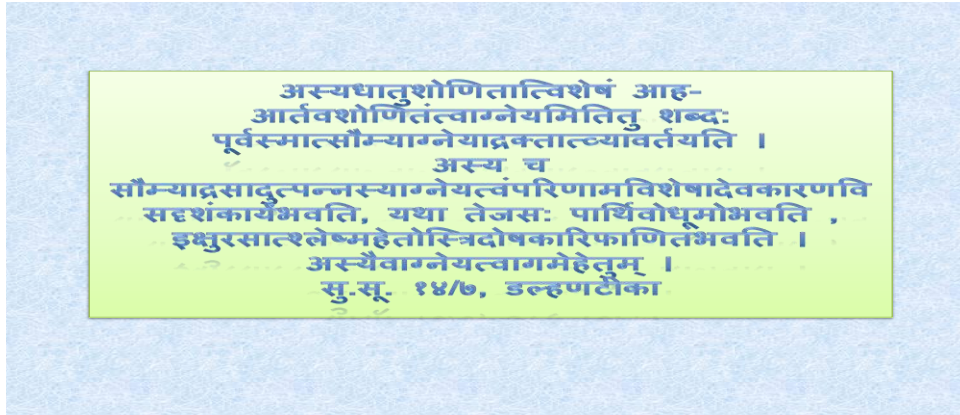 अस्यधातुशोणितात्विशेषं आह-
आर्तवशोणितंत्वाग्नेयमितितु शब्द:
पूर्वस्मात्सौम्याग्नेयाद्रक्तात्व्यावर्तयति ।
अस्य च
सौम्याद्रसादुत्पन्नस्याग्नेयत्वंपरिणामविशेषादेवकारणवि
सदृशंकार्यंभवति, यथा तेजस: पार्थिवोधूमोभवति ,
इक्षुरसात्श्लेष्महेतोस्त्रिदोषकारिफाणितंभवति ।
अस्यैवाग्नेयत्वागमेहेतुम् ।
सु.सू. १४/७, डल्हणटीका